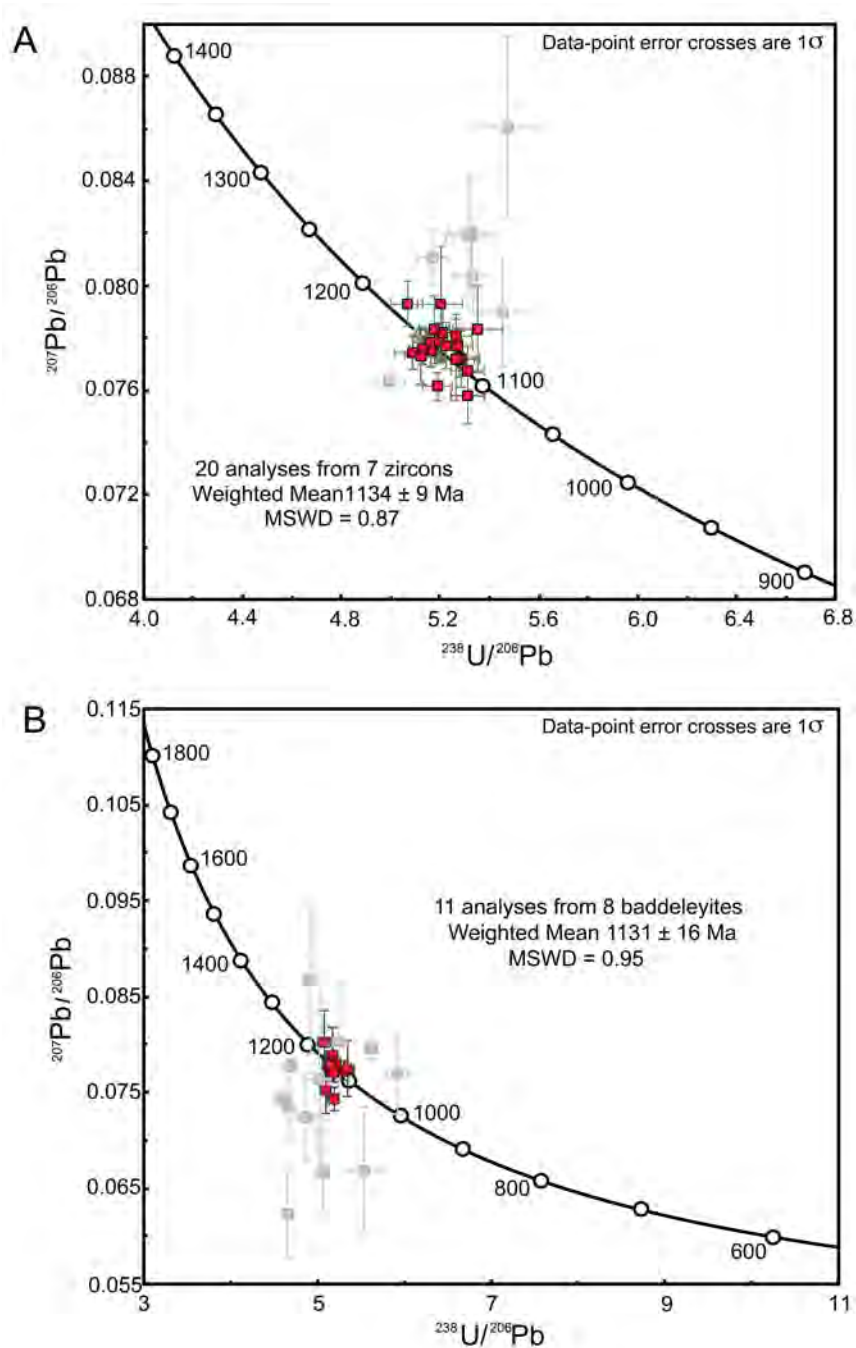 A
Data-point error crosses are 1σ
0.088
0.084
0.080
0.076
0.072
0.068
²⁰⁷Pb/²⁰⁶Pb
1400
1300
1200
1100
1000
900
20 analyses from 7 zircons
Weighted Mean1134 ± 9 Ma
MSWD = 0.87
4.0 4.4 4.8 5.2 5.6 6.0 6.4 6.8
²³⁸U/²⁰⁶Pb
B
Data-point error crosses are 1σ
0.115
0.105
0.095
0.085
0.075
0.065
0.055
²⁰⁷Pb/²⁰⁶Pb
1800
1600
1400
1200
1000
800
600
11 analyses from 8 baddeleyites
Weighted Mean 1131 ± 16 Ma
MSWD = 0.95
3 5 7 9 11
²³⁸U/²⁰⁶Pb